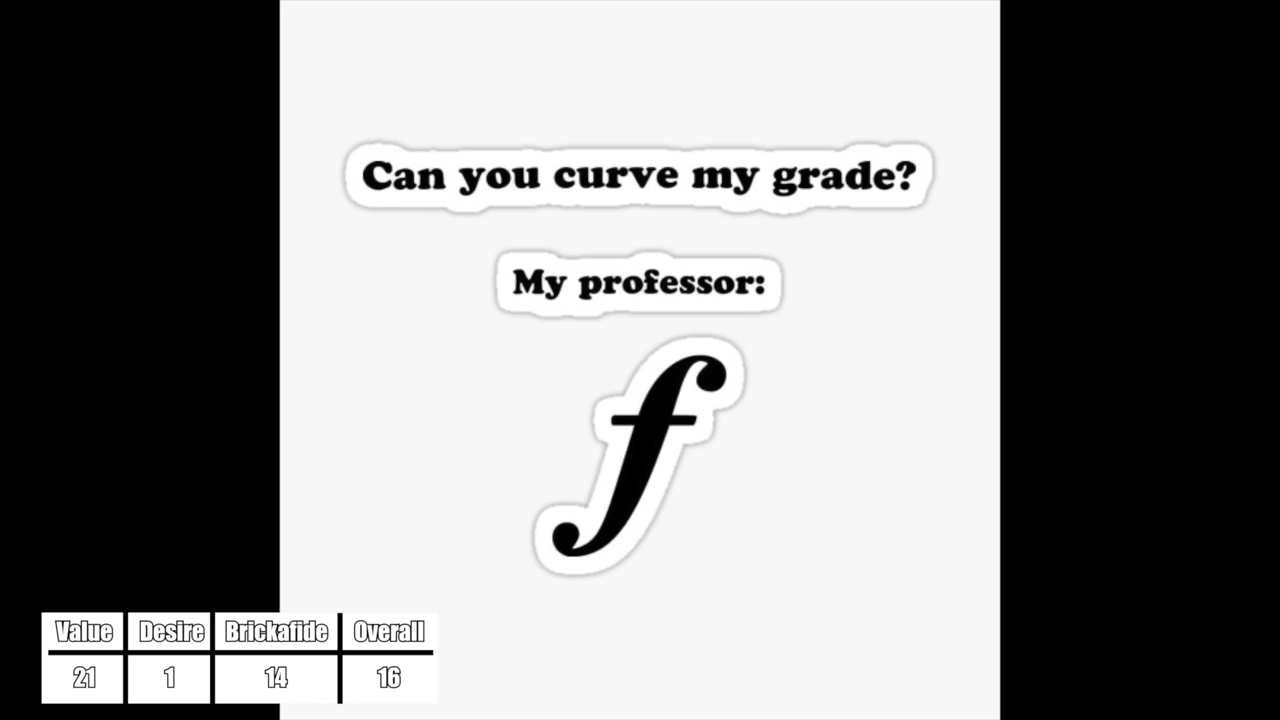 Can you curve my grade?
My professor:
f
Value Desire Brickafide Overall
21 1 14 16